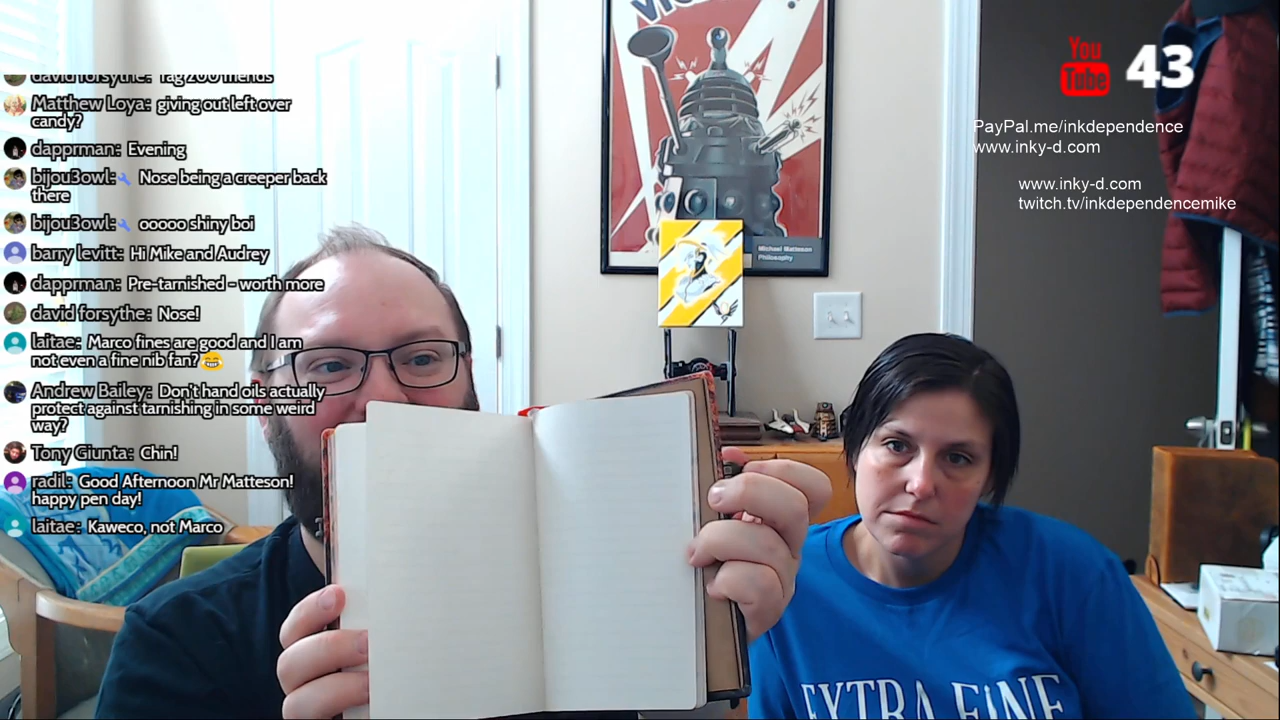 david forsythe: Tag 200 friends
Matthew Loya: giving out left over
candy?
dapprman: Evening
bijou3owl: Nose being a creeper back
there
bijou3owl: ooooo shiny boi
barry levitt: Hi Mike and Audrey
dapprman: Pre-tarnished - worth more
david forsythe: Nose!
laitae: Marco fines are good and I am
not even a fine nib fan? 😂
Andrew Bailey: Don't hand oils actually
protect against tarnishing in some weird
way?
Tony Giunta: Chin!
radil: Good Afternoon Mr Matteson!
happy pen day!
laitae: Kaweco, not Marco
Michael Matteson
Philosophy
You
Tube
43
PayPal.me/inkdependence
www.inky-d.com
www.inky-d.com
twitch.tv/inkdependencemike
EXTRA FINE